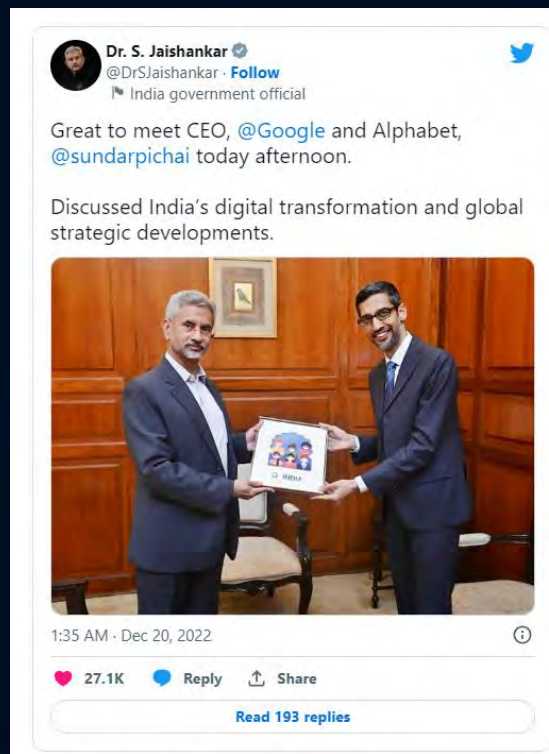 Dr. S. Jaishankar
@DrSJaishankar · Follow
India government official
Great to meet CEO, @Google and Alphabet,
@sundarpichai today afternoon.
Discussed India's digital transformation and global
strategic developments.
1:35 AM · Dec 20, 2022
27.1K Reply Share
Read 193 replies